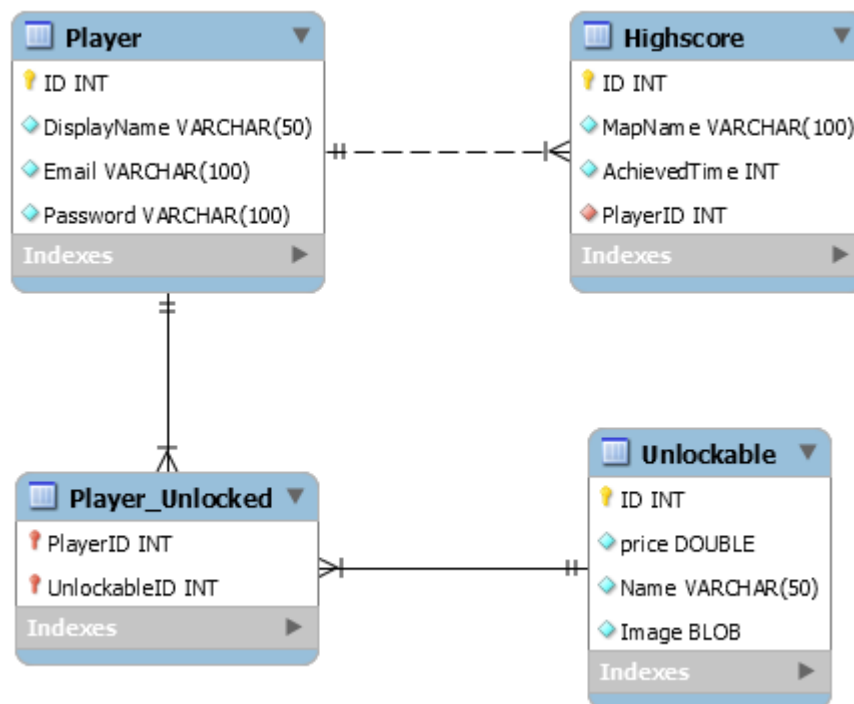 Player
ID INT
DisplayName VARCHAR(50)
Email VARCHAR(100)
Password VARCHAR(100)
Indexes
Highscore
ID INT
MapName VARCHAR(100)
AchievedTime INT
PlayerID INT
Indexes
Player_Unlocked
PlayerID INT
UnlockableID INT
Indexes
Unlockable
ID INT
price DOUBLE
Name VARCHAR(50)
Image BLOB
Indexes